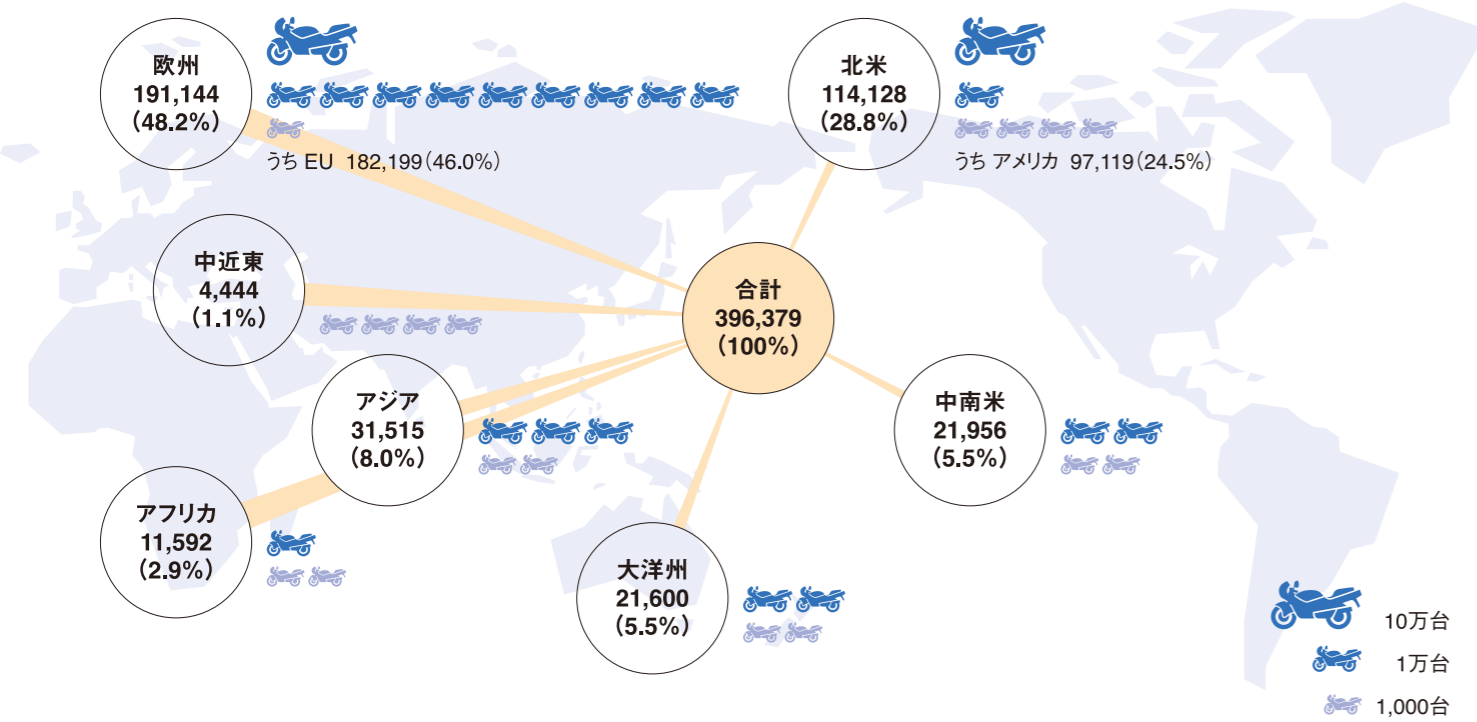 欧州
191,144
(48.2%)
うち EU 182,199(46.0%)
北米
114,128
(28.8%)
うち アメリカ 97,119(24.5%)
中近東
4,444
(1.1%)
合計
396,379
(100%)
アジア
31,515
(8.0%)
中南米
21,956
(5.5%)
アフリカ
11,592
(2.9%)
大洋州
21,600
(5.5%)
10万台
1万台
1,000台